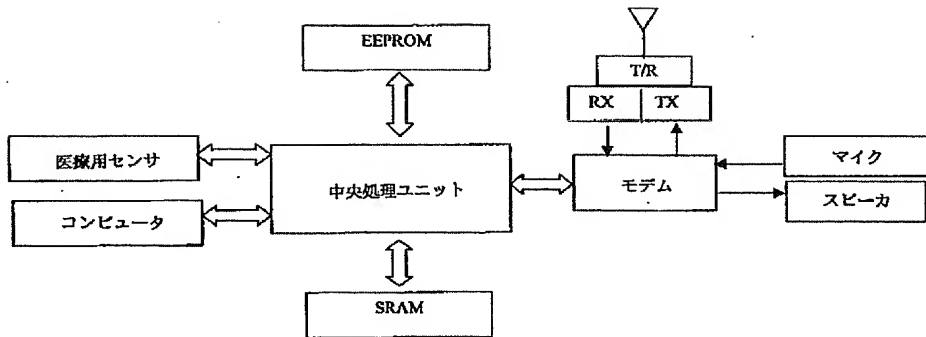 EEPROM
T/R
RX
TX
医療用センサ
中央処理ユニット
モデム
マイク
コンピュータ
スピーカ
SRAM